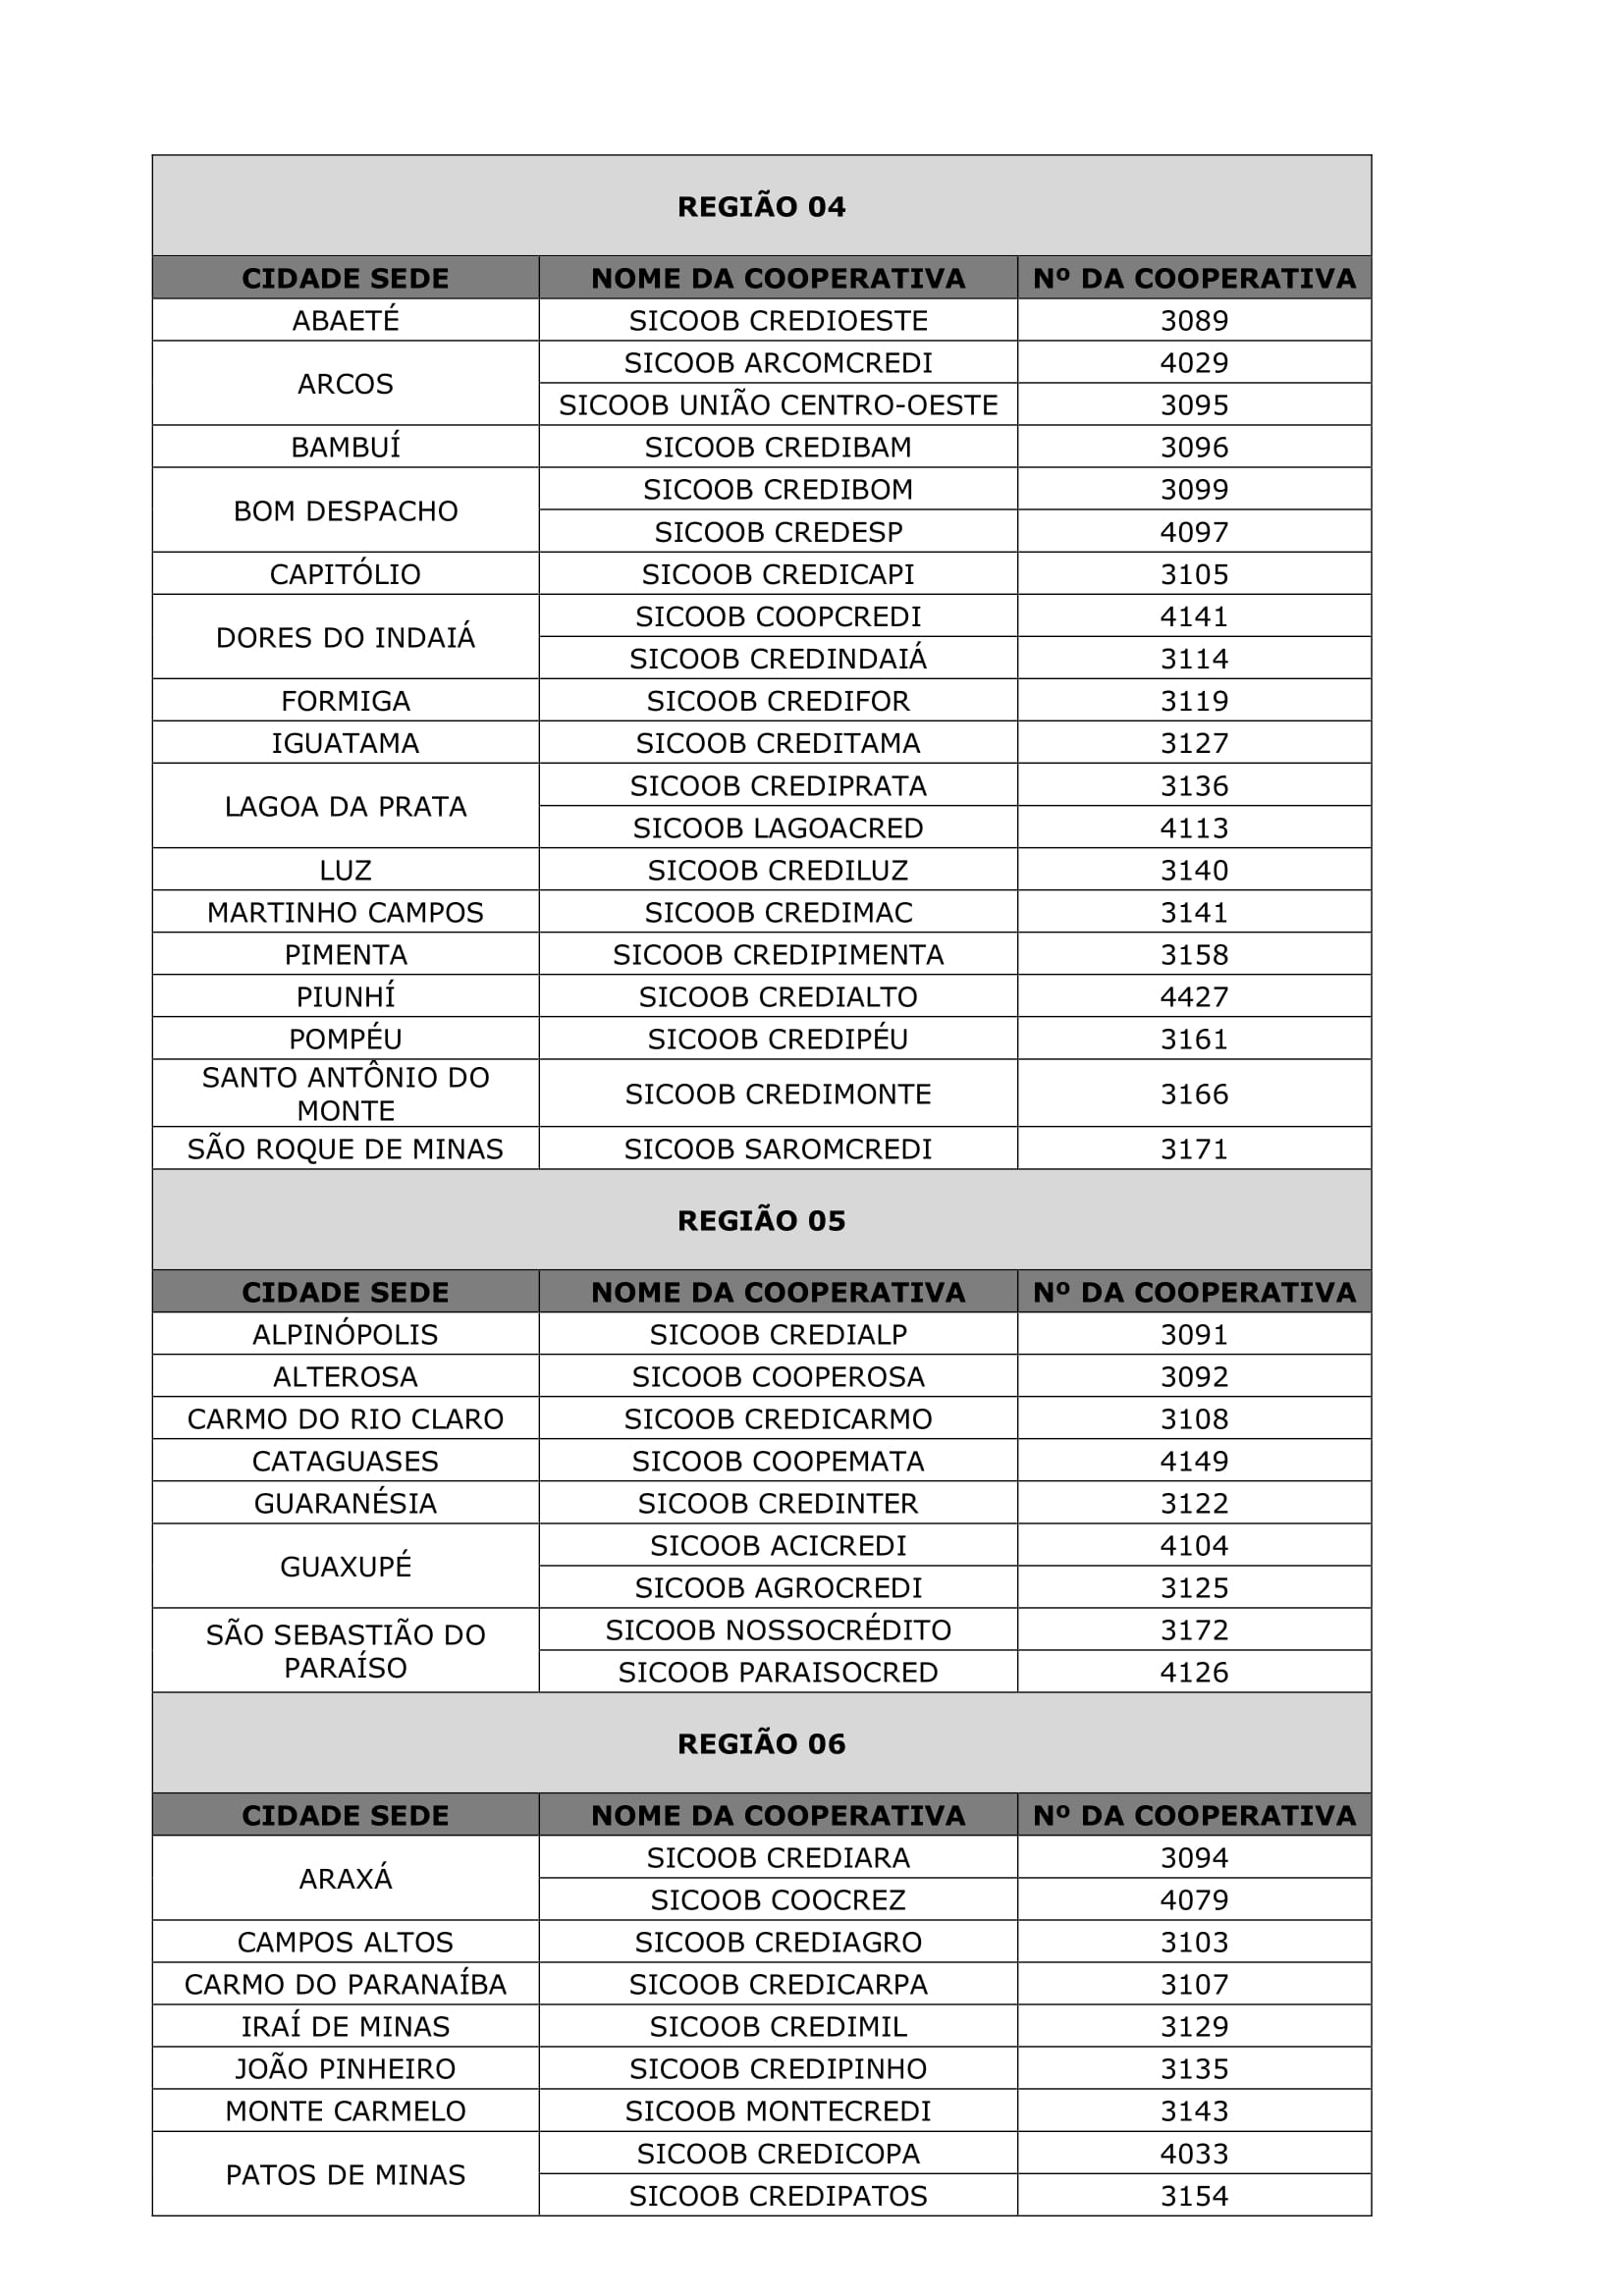 REGIÃO 04
CIDADE SEDE NOME DA COOPERATIVA Nº DA COOPERATIVA
ABAETÉ SICOOB CREDIOESTE 3089
ARCOS SICOOB ARCOMCREDI 4029
SICOOB UNIÃO CENTRO-OESTE 3095
BAMBUÍ SICOOB CREDIBAM 3096
BOM DESPACHO SICOOB CREDIBOM 3099
SICOOB CREDESP 4097
CAPITÓLIO SICOOB CREDICAPI 3105
DORES DO INDAIÁ SICOOB COOPCREDI 4141
SICOOB CREDINDAIÁ 3114
FORMIGA SICOOB CREDIFOR 3119
IGUATAMA SICOOB CREDITAMA 3127
LAGOA DA PRATA SICOOB CREDIPRATA 3136
SICOOB LAGOACRED 4113
LUZ SICOOB CREDILUZ 3140
MARTINHO CAMPOS SICOOB CREDIMAC 3141
PIMENTA SICOOB CREDIPIMENTA 3158
PIUNHÍ SICOOB CREDIALTO 4427
POMPÉU SICOOB CREDIPÉU 3161
SANTO ANTÔNIO DO
MONTE SICOOB CREDIMONTE 3166
SÃO ROQUE DE MINAS SICOOB SAROMCREDI 3171
REGIÃO 05
CIDADE SEDE NOME DA COOPERATIVA Nº DA COOPERATIVA
ALPINÓPOLIS SICOOB CREDIALP 3091
ALTEROSA SICOOB COOPEROSA 3092
CARMO DO RIO CLARO SICOOB CREDICARMO 3108
CATAGUASES SICOOB COOPEMATA 4149
GUARANÉSIA SICOOB CREDINTER 3122
GUAXUPÉ SICOOB ACICREDI 4104
SICOOB AGROCREDI 3125
SÃO SEBASTIÃO DO SICOOB NOSSOCRÉDITO 3172
PARAÍSO SICOOB PARAISOCRED 4126
REGIÃO 06
CIDADE SEDE NOME DA COOPERATIVA Nº DA COOPERATIVA
ARAXÁ SICOOB CREDIARA 3094
SICOOB COOCREZ 4079
CAMPOS ALTOS SICOOB CREDIAGRO 3103
CARMO DO PARANAÍBA SICOOB CREDICARPA 3107
IRAÍ DE MINAS SICOOB CREDIMIL 3129
JOÃO PINHEIRO SICOOB CREDIPINHO 3135
MONTE CARMELO SICOOB MONTECREDI 3143
PATOS DE MINAS SICOOB CREDICOPA 4033
SICOOB CREDIPATOS 3154